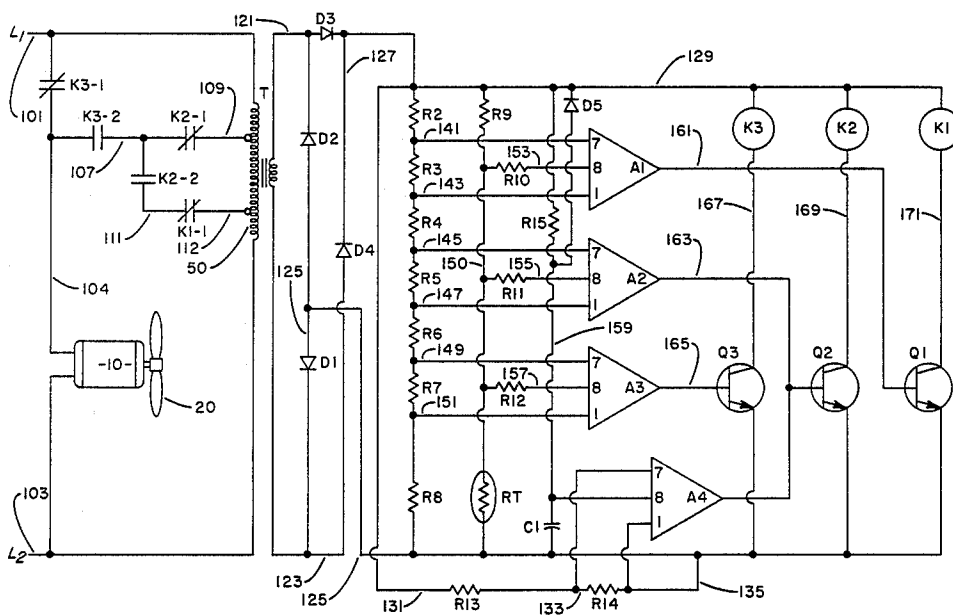 121
D3
L1
127
129
K3-1
109
T
D5
101
K3-2
K2-1
R2
R9
K3
K2
K1
141
161
107
D2
7
153
8
A1
R3
R10
143
1
K2-2
167
169
171
R4
R15
111
K1-1
112
50
145
150
7
163
D4
155
8
A2
125
R5
R11
147
1
104
R6
159
149
7
165
Q3
Q2
Q1
D1
157
-10-
R7
8
A3
R12
151
1
20
103
7
R8
RT
8
A4
C1
1
L2
123
125
131
R13
133
R14
135